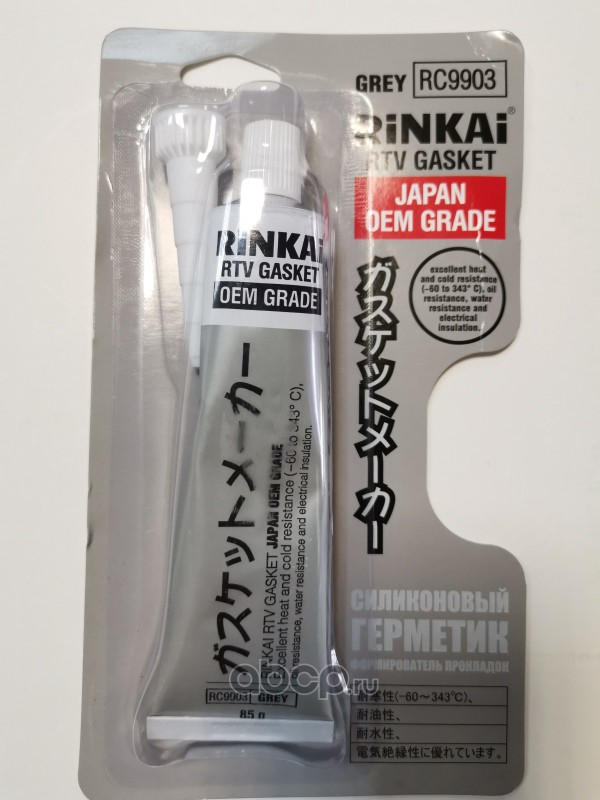 GREY RC9903
RiNKAi®
RTV GASKET
JAPAN
OEM GRADE
excellent heat
and cold resistance
(-60 to 343° C), oil
resistance, water
resistance and
electrical
insulation.
ガスケットメーカー
СИЛИКОНОВЫЙ
ГЕРМЕТИК
ФОРМИРОВАТЕЛЬ ПРОКЛАДОК
耐寒性(-60～343℃)、
耐油性、
耐水性、
電気絶縁性に優れています。
RiNKAi
RTV GASKET
OEM GRADE
ガスケットメーカー
RINKAI RTV GASKET JAPAN OEM GRADE
Excellent heat and cold resistance (-60 to 343° C),
resistance, water resistance and electrical insulation.
RC9903 GREY
85 g
abcp.ru